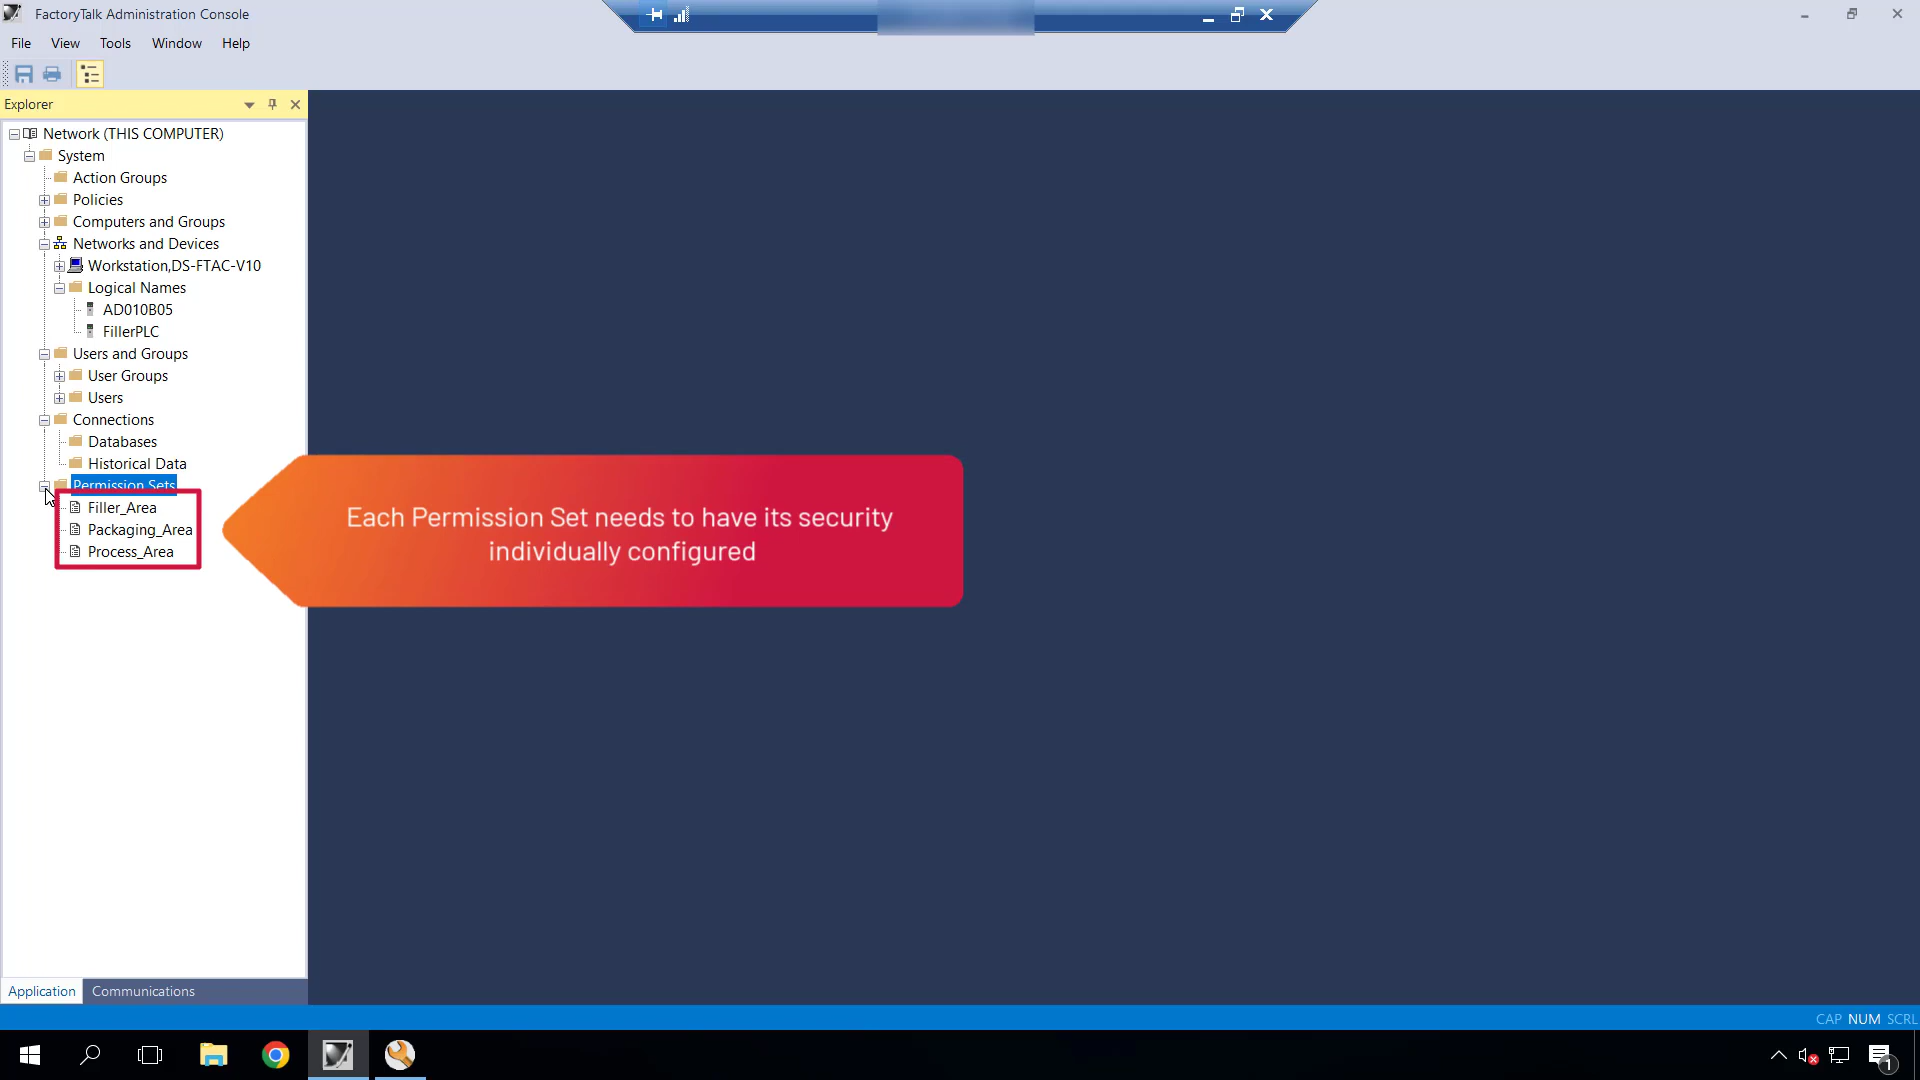 FactoryTalk Administration Console
File View Tools Window Help
Explorer
Network (THIS COMPUTER)
System
Action Groups
Policies
Computers and Groups
Networks and Devices
Workstation,DS-FTAC-V10
Logical Names
AD010B05
FillerPLC
Users and Groups
User Groups
Users
Connections
Databases
Historical Data
Permission Sets
Filler_Area
Packaging_Area
Process_Area
Each Permission Set needs to have its security
individually configured
Application Communications
CAP NUM SCRL
1